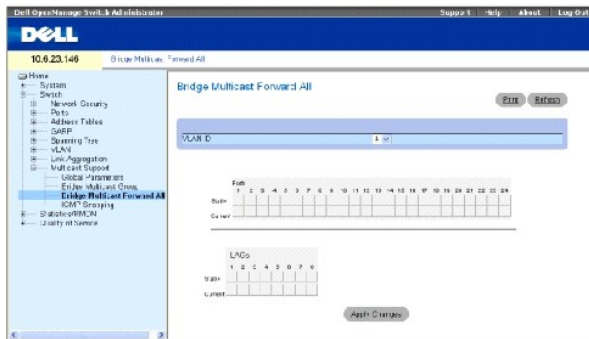 Dell OpenManage Switch Administrator
Support Help About Log Out
DELL
10.6.23.146
Bridge Multicast Forward All
Home
System
Switch
Network Security
Ports
Address Tables
GARP
Spanning Tree
VLAN
Link Aggregation
Multicast Support
Global Parameters
Bridge Multicast Group
Bridge Multicast Forward All
IGMP Snooping
Statistics/RMON
Quality of Service
Bridge Multicast Forward All
Print Refresh
VLAN ID
Ports
1 2 3 4 5 6 7 8 9 10 11 12 13 14 15 16 17 18 19 20 21 22 23 24
Static
Current
LAGs
1 2 3 4 5 6 7 8
Static
Current
Apply Changes